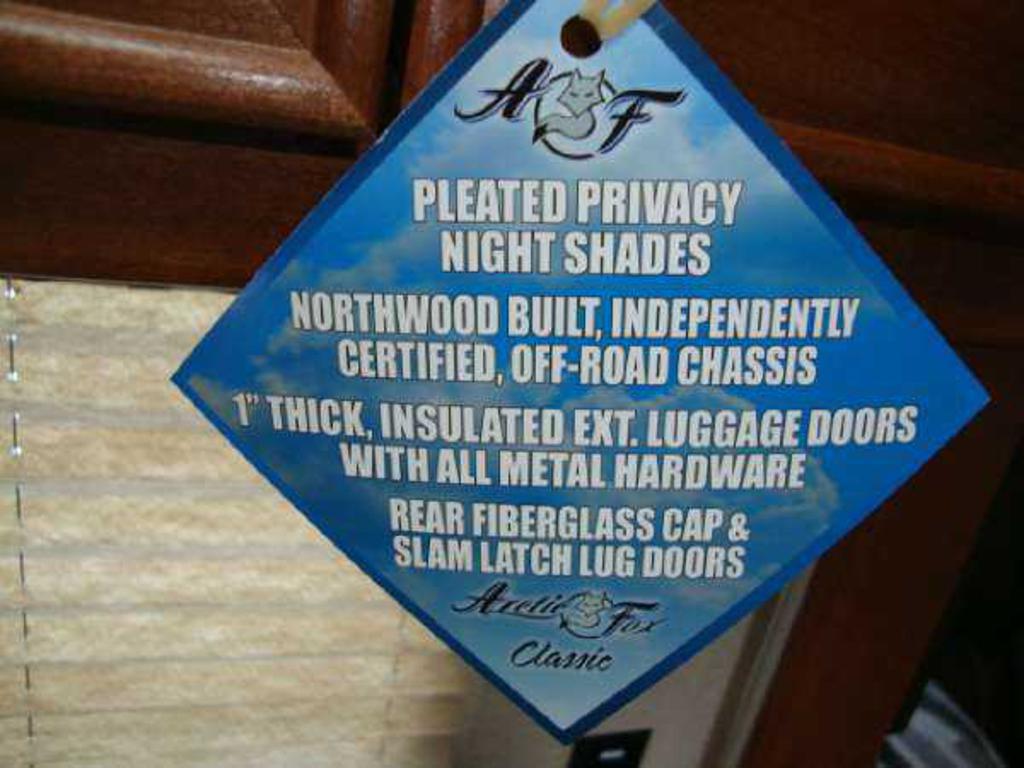 A F
PLEATED PRIVACY
NIGHT SHADES
NORTHWOOD BUILT, INDEPENDENTLY
CERTIFIED, OFF-ROAD CHASSIS
1" THICK, INSULATED EXT. LUGGAGE DOORS
WITH ALL METAL HARDWARE
REAR FIBERGLASS CAP &
SLAM LATCH LUG DOORS
Arctic Fox
Classic